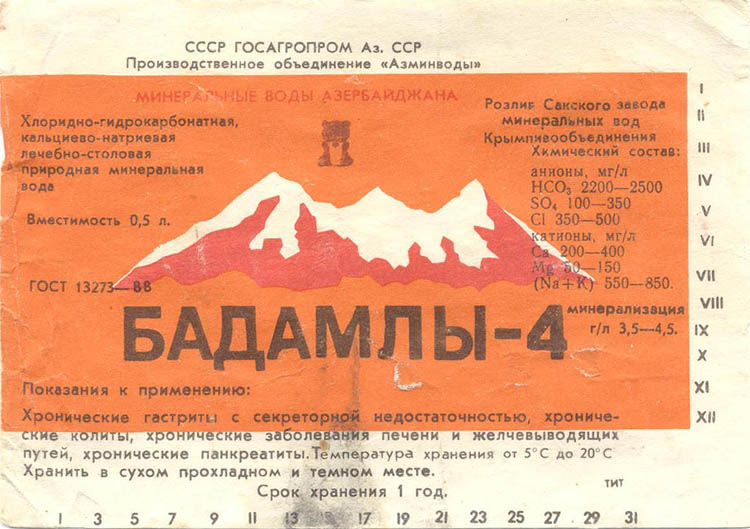 СССР ГОСАГРОПРОМ Аз. ССР
Производственное объединение «Азминводы»
МИНЕРАЛЬНЫЕ ВОДЫ АЗЕРБАЙДЖАНА
Хлоридно-гидрокарбонатная,
кальциево-натриевая
лечебно-столовая
природная минеральная
вода
Вместимость 0,5 л.
ГОСТ 13273—88
Розлив Сакского завода
минеральных вод
Крымпивообъединения
Химический состав:
анионы, мг/л
HCO₃ 2200—2500
SO₄ 100—350
Cl 350—500
катионы, мг/л
Ca 200—400
Mg 50—150
(Na+K) 550—850.
минерализация
г/л 3,5—4,5.
БАДАМЛЫ-4
Показания к применению:
Хронические гастриты с секреторной недостаточностью, хрониче-
ские колиты, хронические заболевания печени и желчевыводящих
путей, хронические панкреатиты. Температура хранения от 5°С до 20°С
Хранить в сухом прохладном и темном месте.
Срок хранения 1 год.
тит
I
II
III
IV
V
VI
VII
VIII
IX
X
XI
XII
1 3 5 7 9 11 13 15 17 19 21 23 25 27 29 31